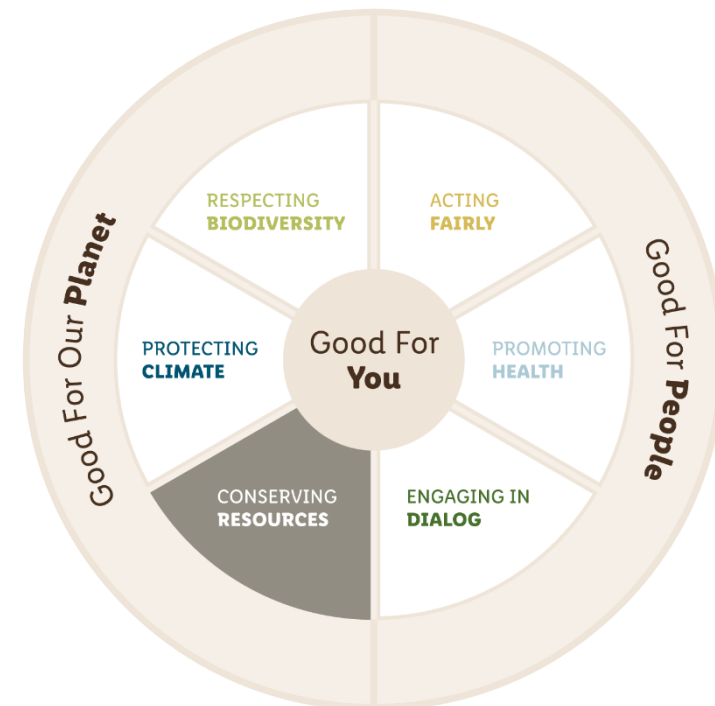 RESPECTING
BIODIVERSITY
ACTING
FAIRLY
Good For Our Planet
PROTECTING
CLIMATE
Good For
You
PROMOTING
HEALTH
Good For People
CONSERVING
RESOURCES
ENGAGING IN
DIALOG